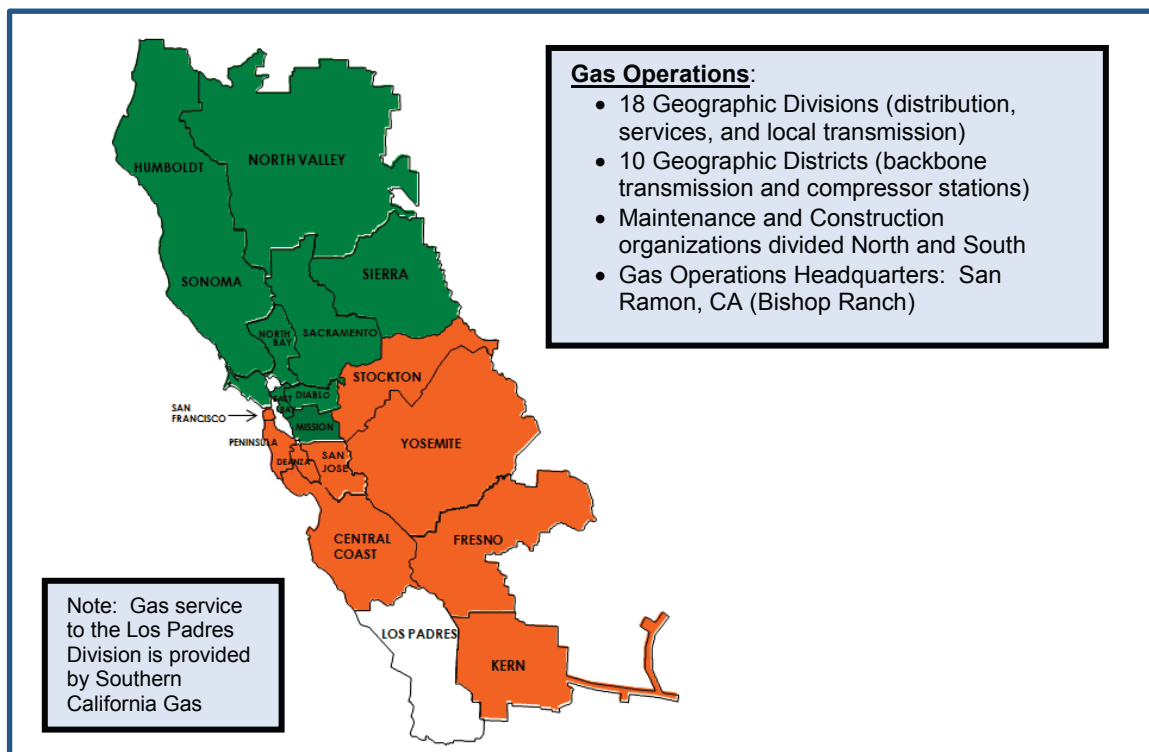 Gas Operations:
• 18 Geographic Divisions (distribution,
services, and local transmission)
• 10 Geographic Districts (backbone
transmission and compressor stations)
• Maintenance and Construction
organizations divided North and South
• Gas Operations Headquarters:  San
Ramon, CA (Bishop Ranch)
HUMBOLDT
NORTH VALLEY
SONOMA
SIERRA
NORTH
BAY
SACRAMENTO
STOCKTON
DIABLO
EAST
BAY
SAN
FRANCISCO
MISSION
PENINSULA
YOSEMITE
DEANZA
SAN
JOSE
CENTRAL
COAST
FRESNO
LOS PADRES
KERN
Note:  Gas service
to the Los Padres
Division is provided
by Southern
California Gas